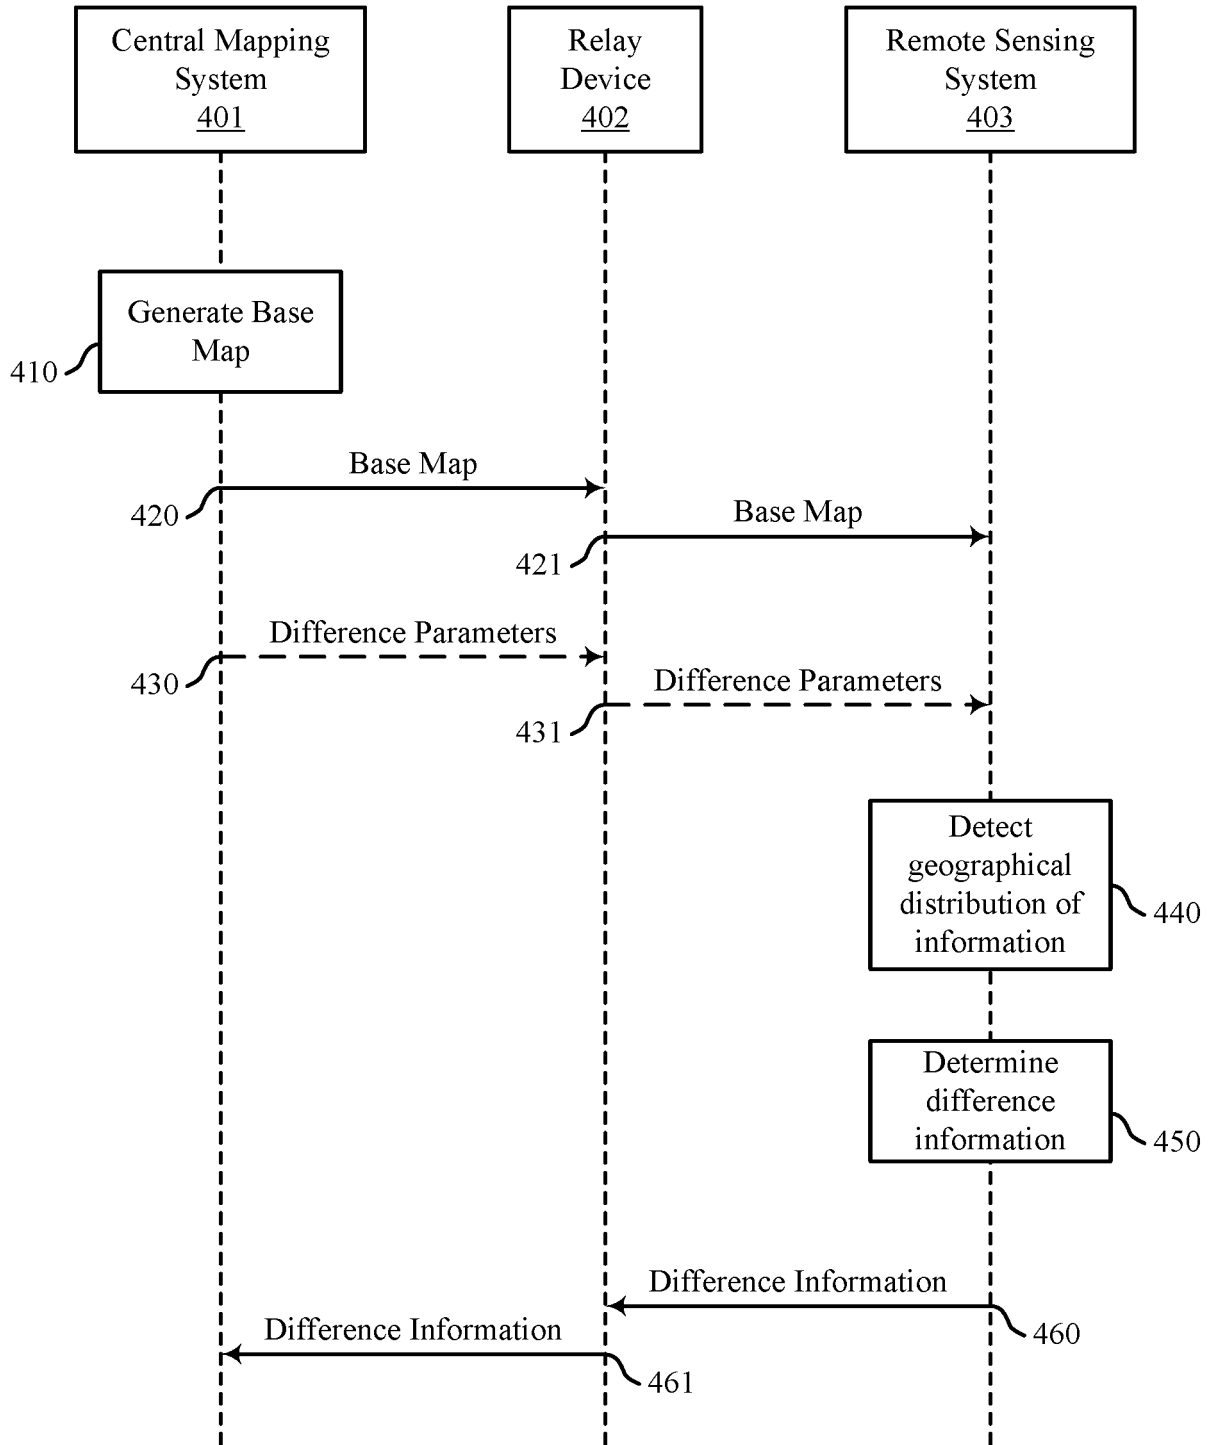 Central Mapping
System
401
Relay
Device
402
Remote Sensing
System
403
Generate Base
Map
410
Base Map
420
Base Map
421
Difference Parameters
430
Difference Parameters
431
Detect
geographical
distribution of
information
440
Determine
difference
information
450
Difference Information
460
Difference Information
461